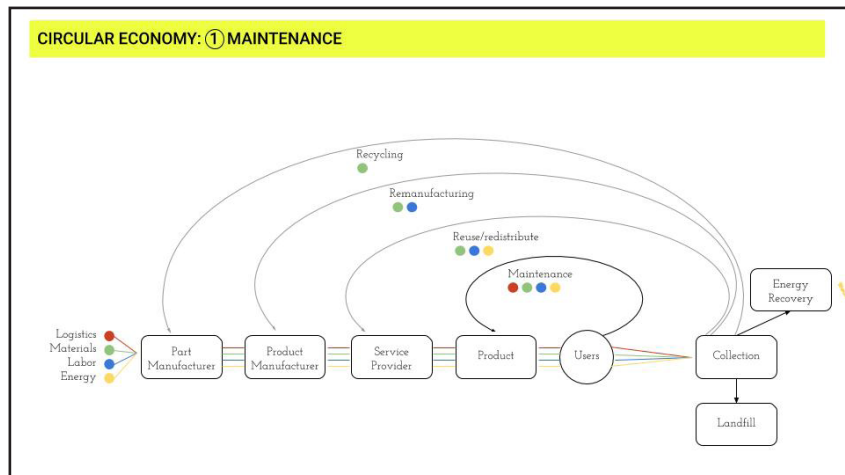 CIRCULAR ECONOMY: ① MAINTENANCE
Recycling
Remanufacturing
Reuse/redistribute
Maintenance
Energy
Recovery
Logistics
Materials
Labor
Energy
Part
Manufacturer
Product
Manufacturer
Service
Provider
Product
Users
Collection
Landfill